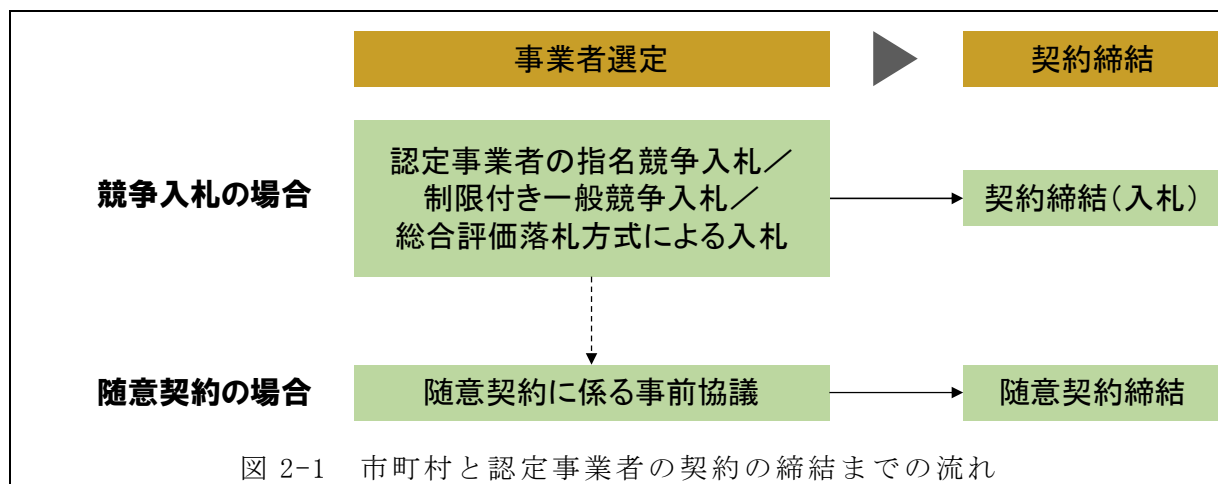 事業者選定
契約締結
競争入札の場合
認定事業者の指名競争入札／
制限付き一般競争入札／
総合評価落札方式による入札
契約締結（入札）
随意契約の場合
随意契約に係る事前協議
随意契約締結
図 2-1 市町村と認定事業者の契約の締結までの流れ